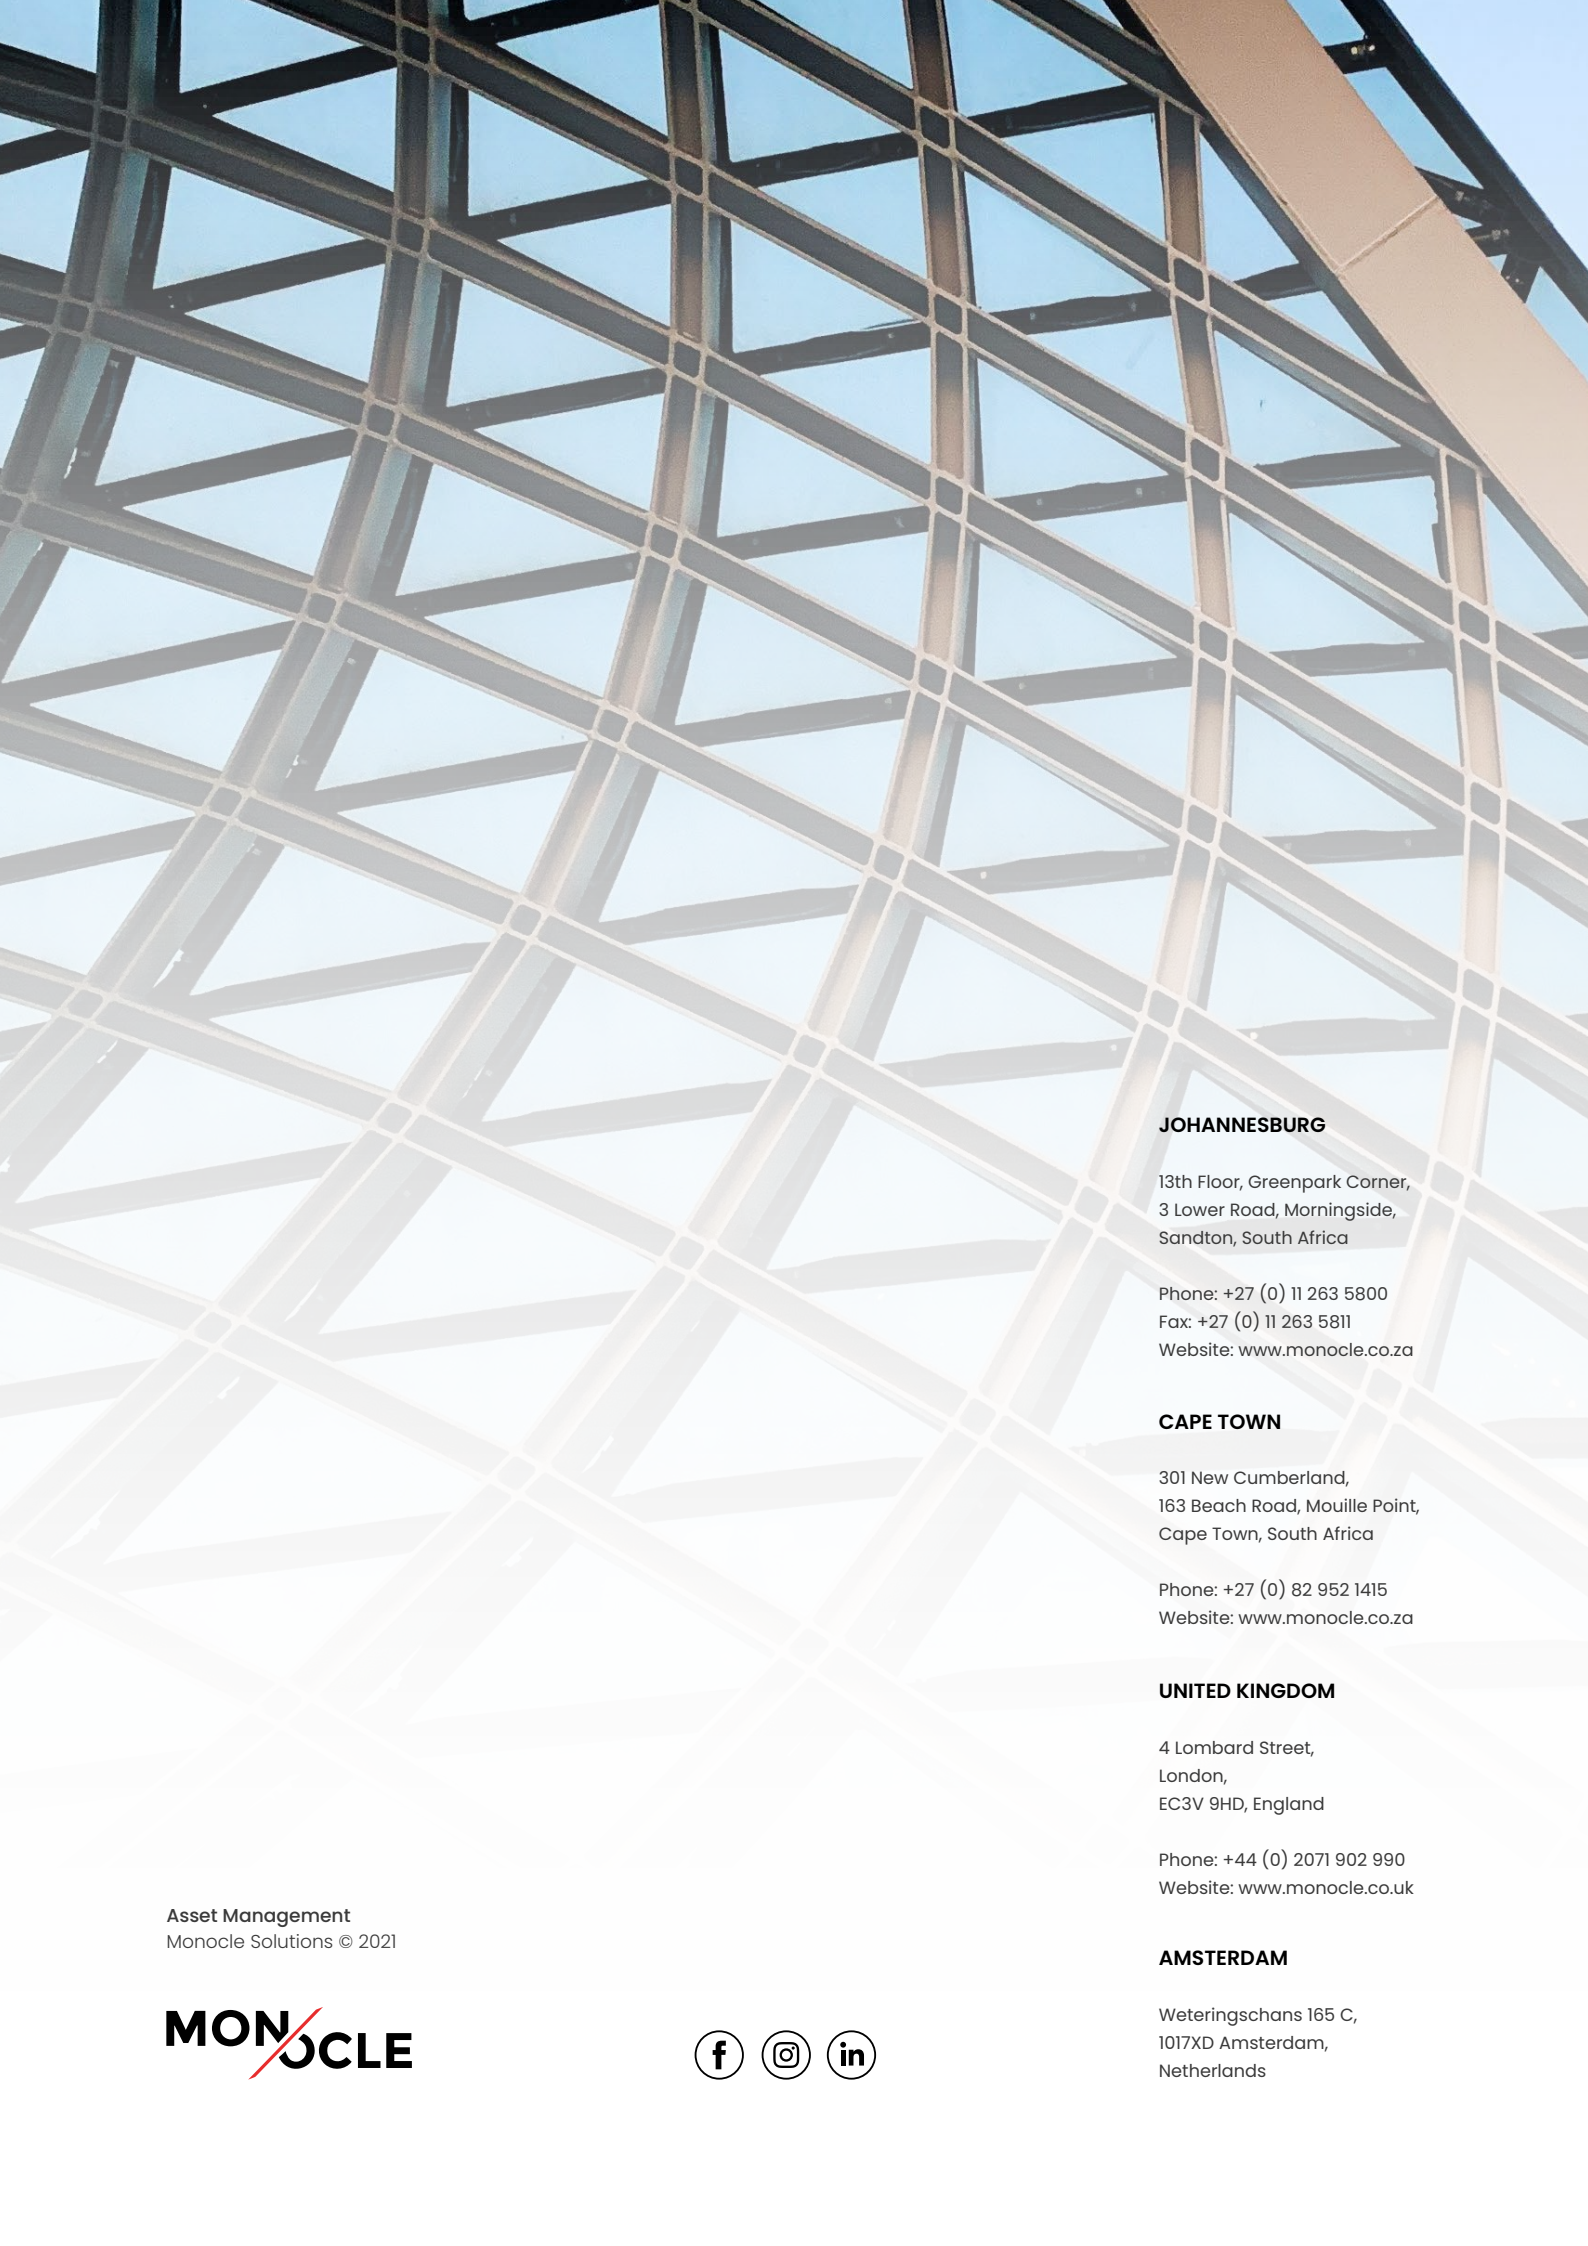 JOHANNESBURG
13th Floor, Greenpark Corner,
3 Lower Road, Morningside,
Sandton, South Africa
Phone: +27 (0) 11 263 5800
Fax: +27 (0) 11 263 5811
Website: www.monocle.co.za
CAPE TOWN
301 New Cumberland,
163 Beach Road, Mouille Point,
Cape Town, South Africa
Phone: +27 (0) 82 952 1415
Website: www.monocle.co.za
UNITED KINGDOM
4 Lombard Street,
London,
EC3V 9HD, England
Phone: +44 (0) 2071 902 990
Website: www.monocle.co.uk
AMSTERDAM
Weteringschans 165 C,
1017XD Amsterdam,
Netherlands
Asset Management
Monocle Solutions © 2021
MONOCLE
f
in